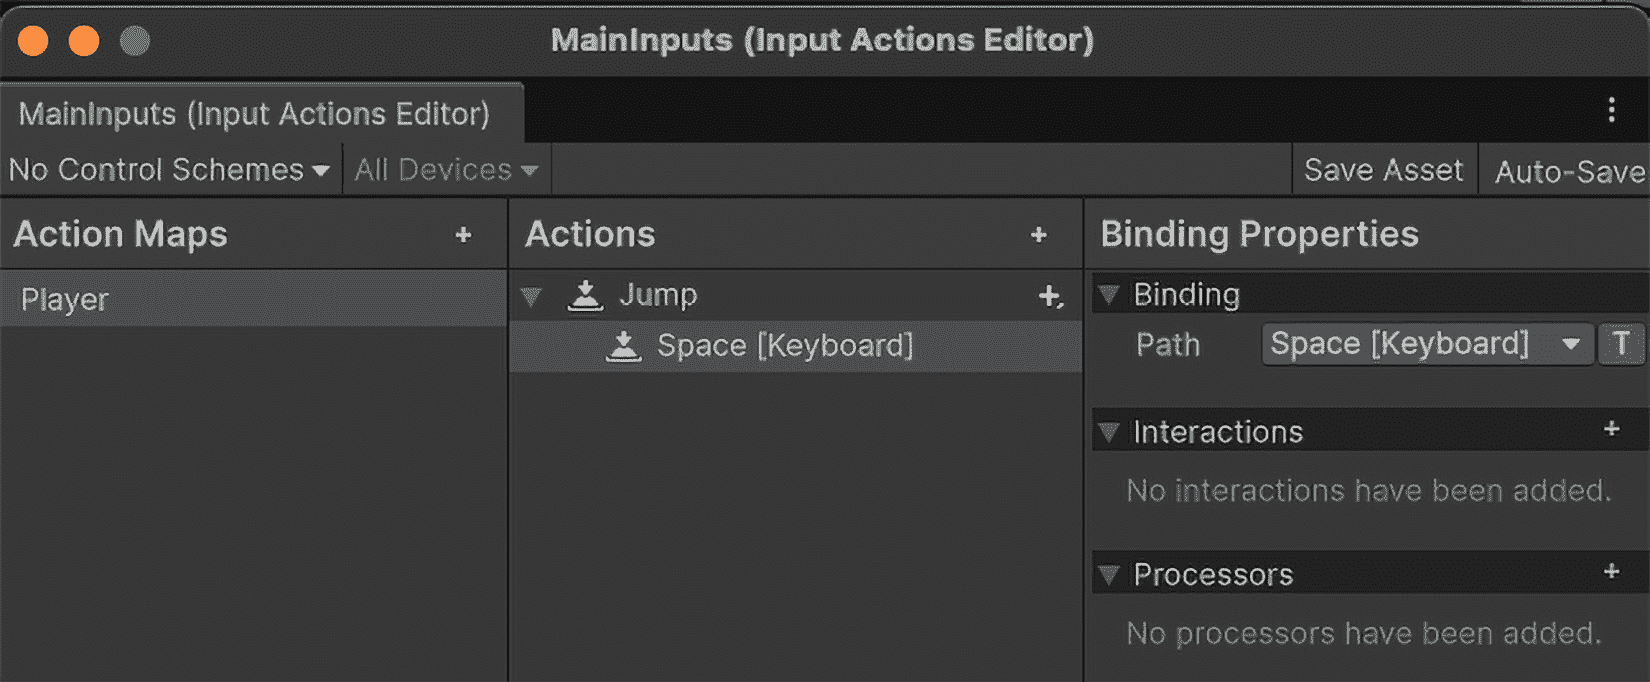 MainInputs (Input Actions Editor)
MainInputs (Input Actions Editor)
No Control Schemes All Devices Save Asset Auto-Save
Action Maps + Actions + Binding Properties
Player
Jump +
Space [Keyboard]
Binding
Path Space [Keyboard] T
Interactions +
No interactions have been added.
Processors +
No processors have been added.